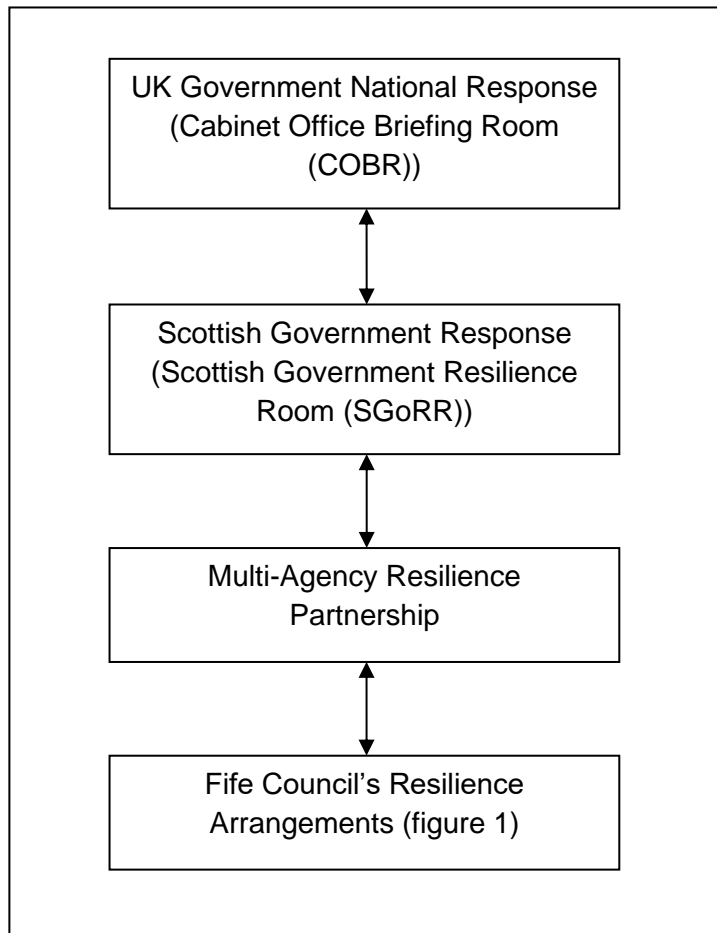 UK Government National Response
(Cabinet Office Briefing Room
(COBR))
Scottish Government Response
(Scottish Government Resilience
Room (SGoRR))
Multi-Agency Resilience
Partnership
Fife Council’s Resilience
Arrangements (figure 1)